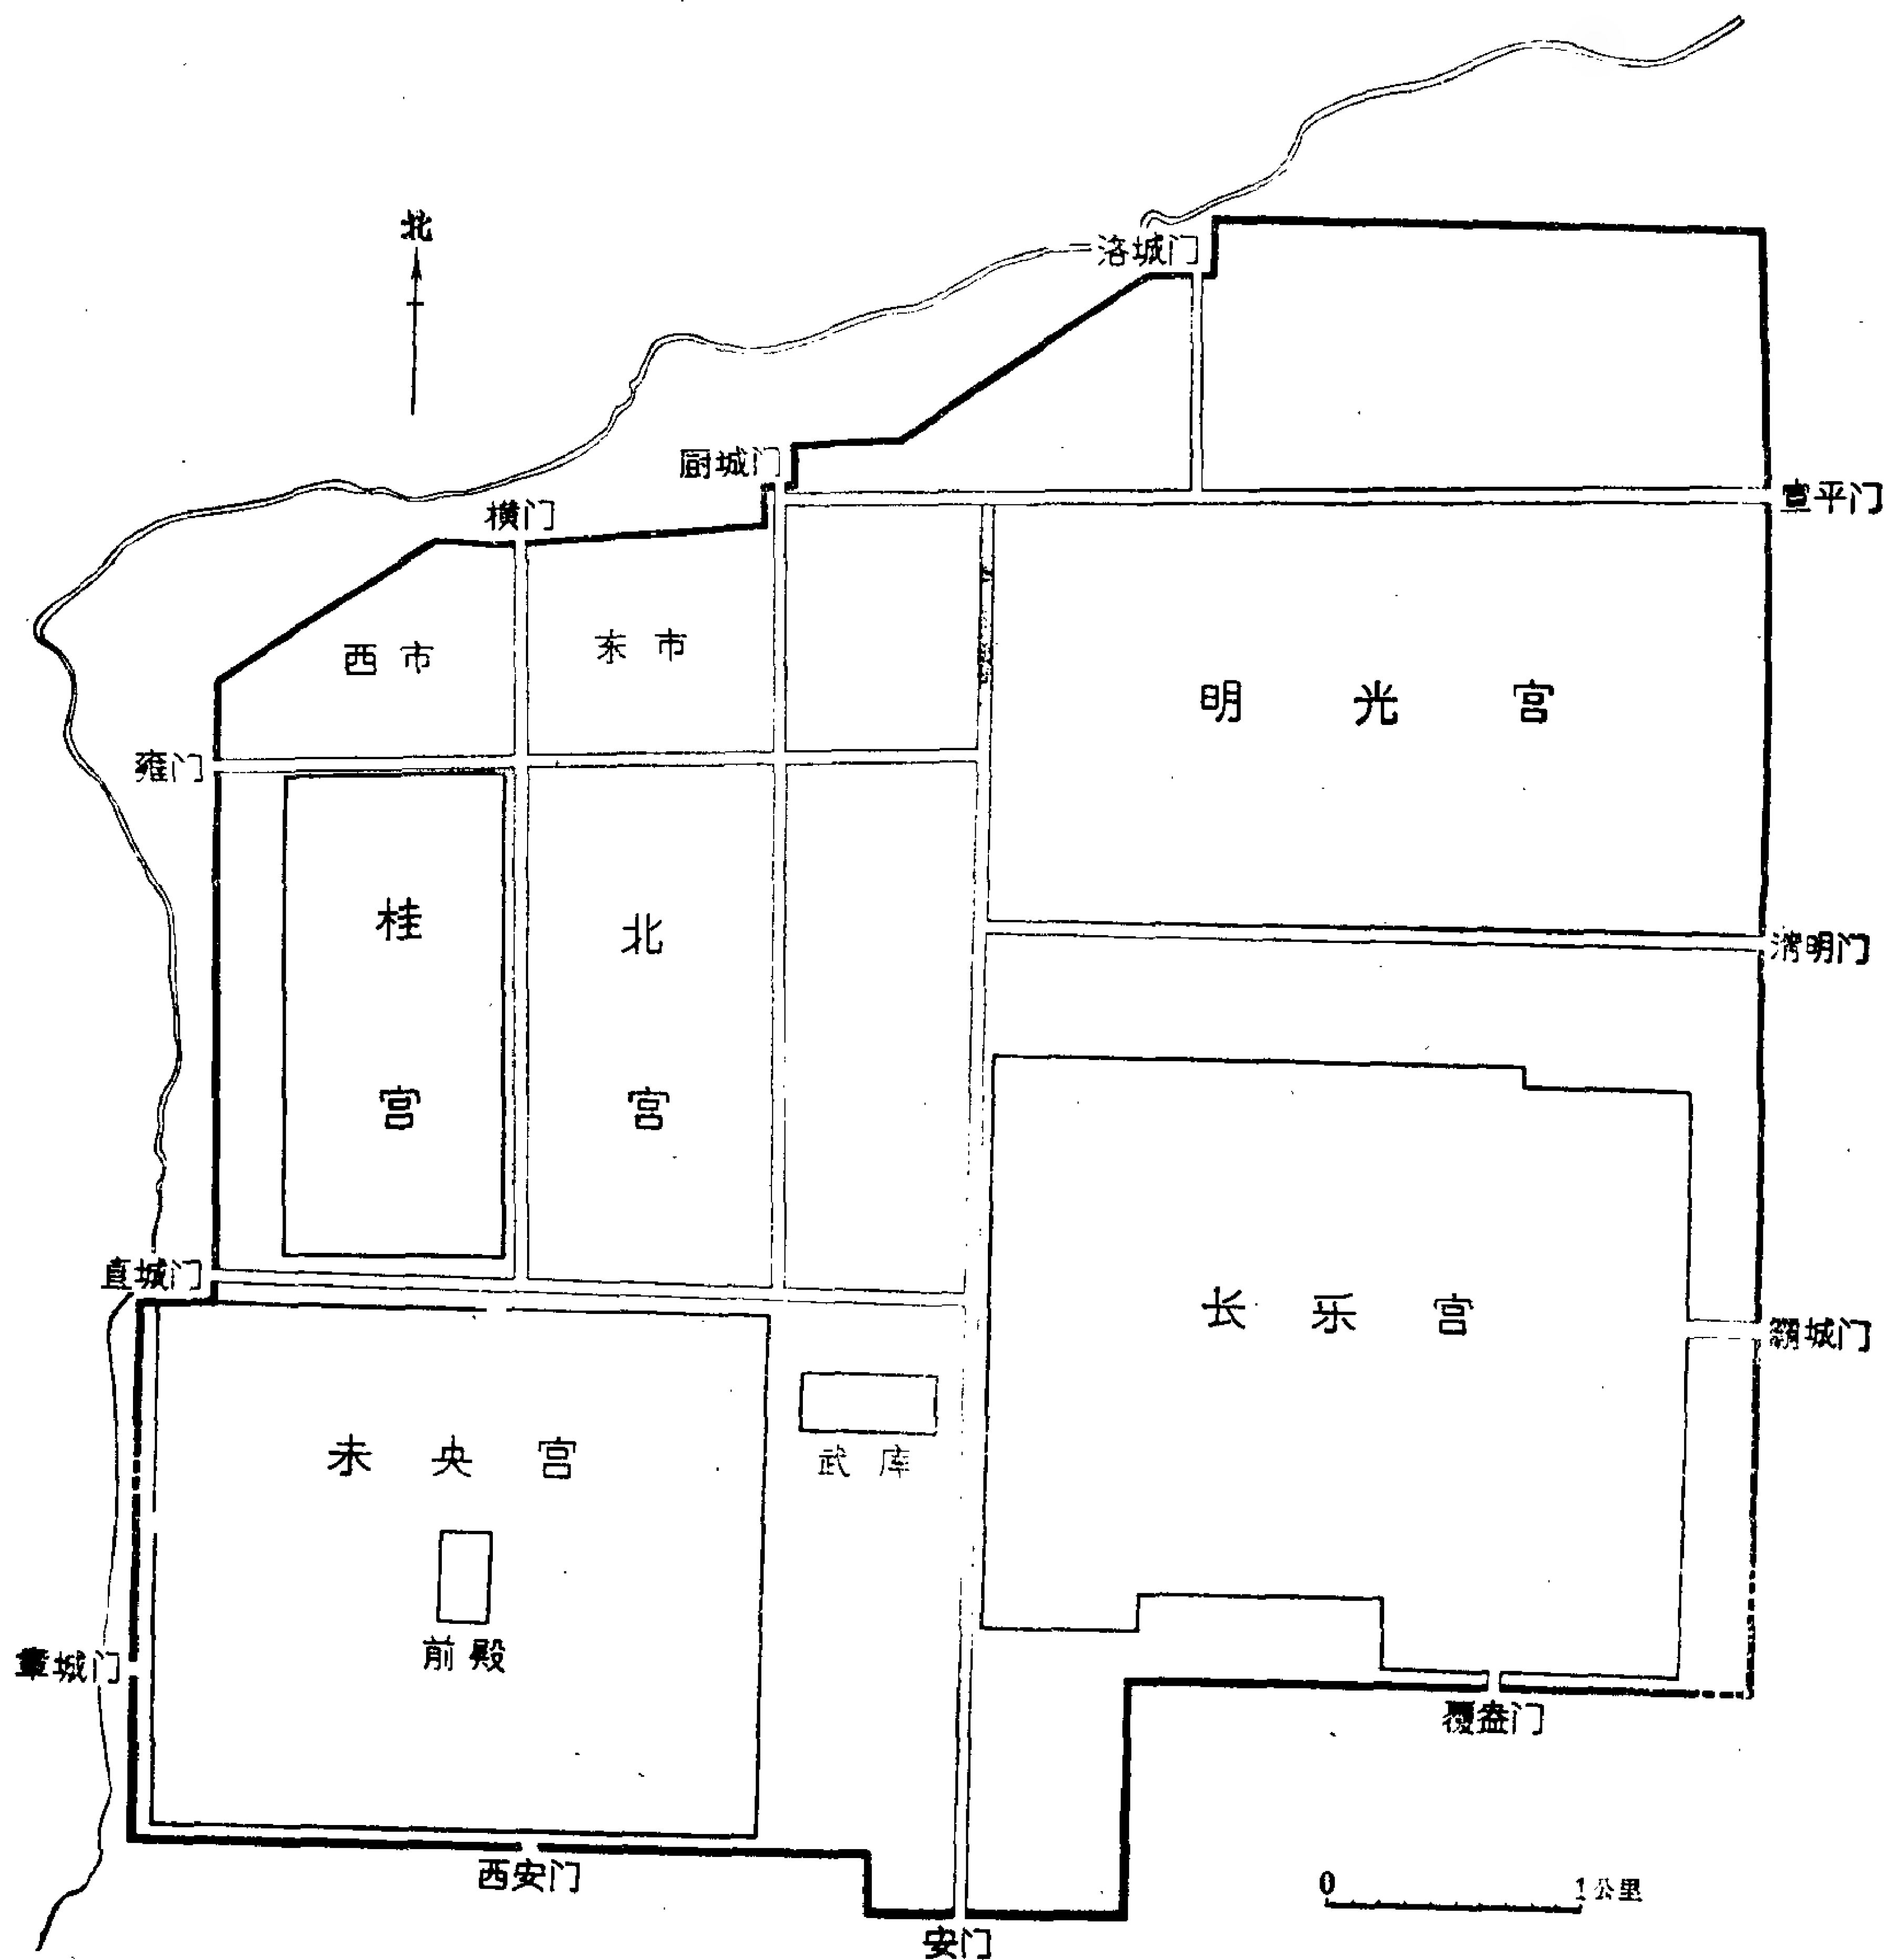 北
洛城门
厨城门
横门
宣平门
西市
东市
明光宫
雍门
桂宫
北宫
清明门
直城门
长乐宫
霸城门
未央宫
武库
前殿
章城门
覆盎门
西安门
安门
0 1公里